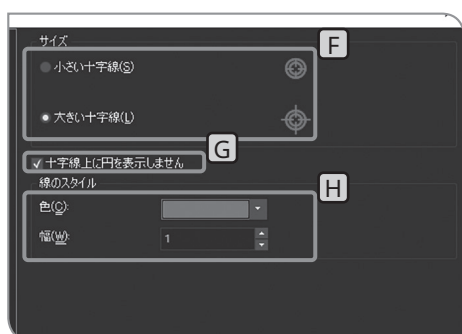 サイズ
F
小さい十字線(S)
大きい十字線(L)
G
十字線上に円を表示しません
線のスタイル
H
色(C):
幅(W):
1